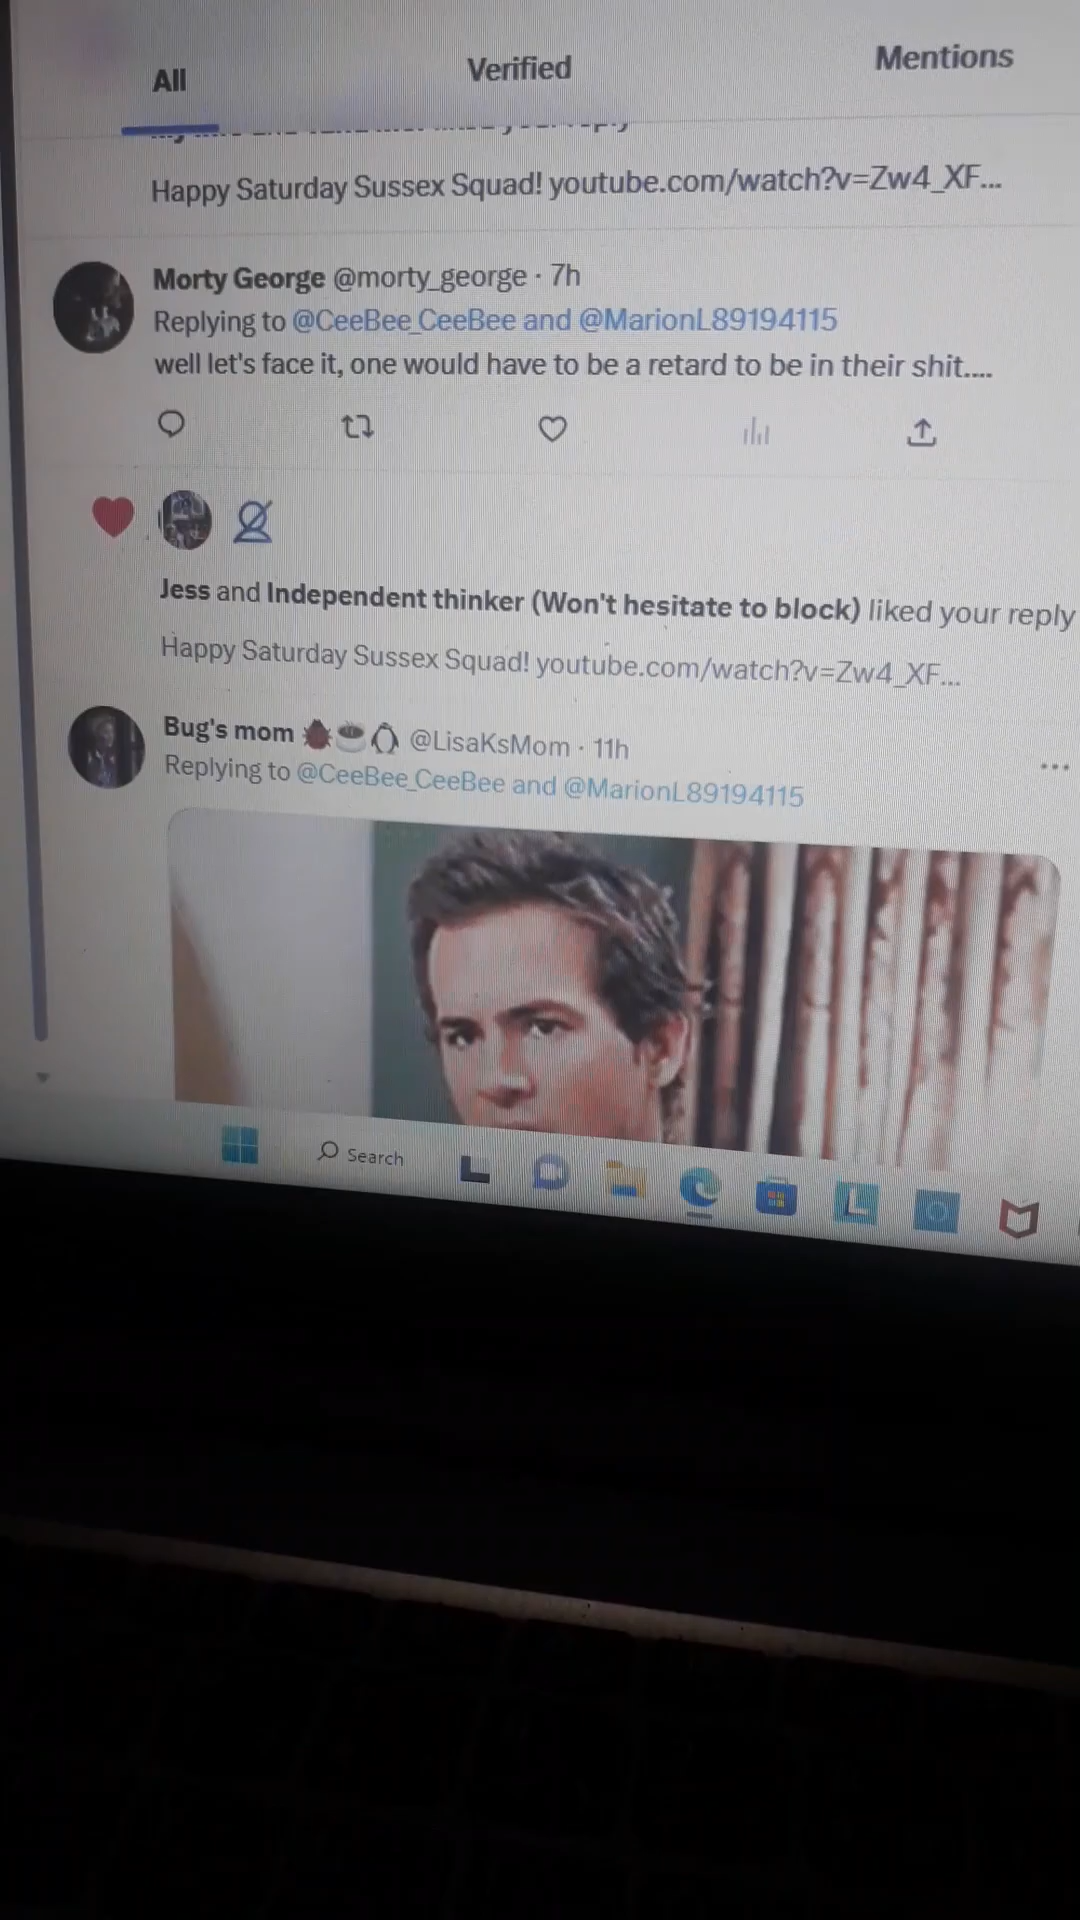 All Verified Mentions
Happy Saturday Sussex Squad! youtube.com/watch?v=Zw4_XF...
Morty George @morty_george · 7h
Replying to @CeeBee_CeeBee and @MarionL89194115
well let's face it, one would have to be a retard to be in their shit....
Jess and Independent thinker (Won't hesitate to block) liked your reply
Happy Saturday Sussex Squad! youtube.com/watch?v=Zw4_XF...
Bug's mom 🐞☕🐧 @LisaKsMom · 11h
Replying to @CeeBee_CeeBee and @MarionL89194115
Search